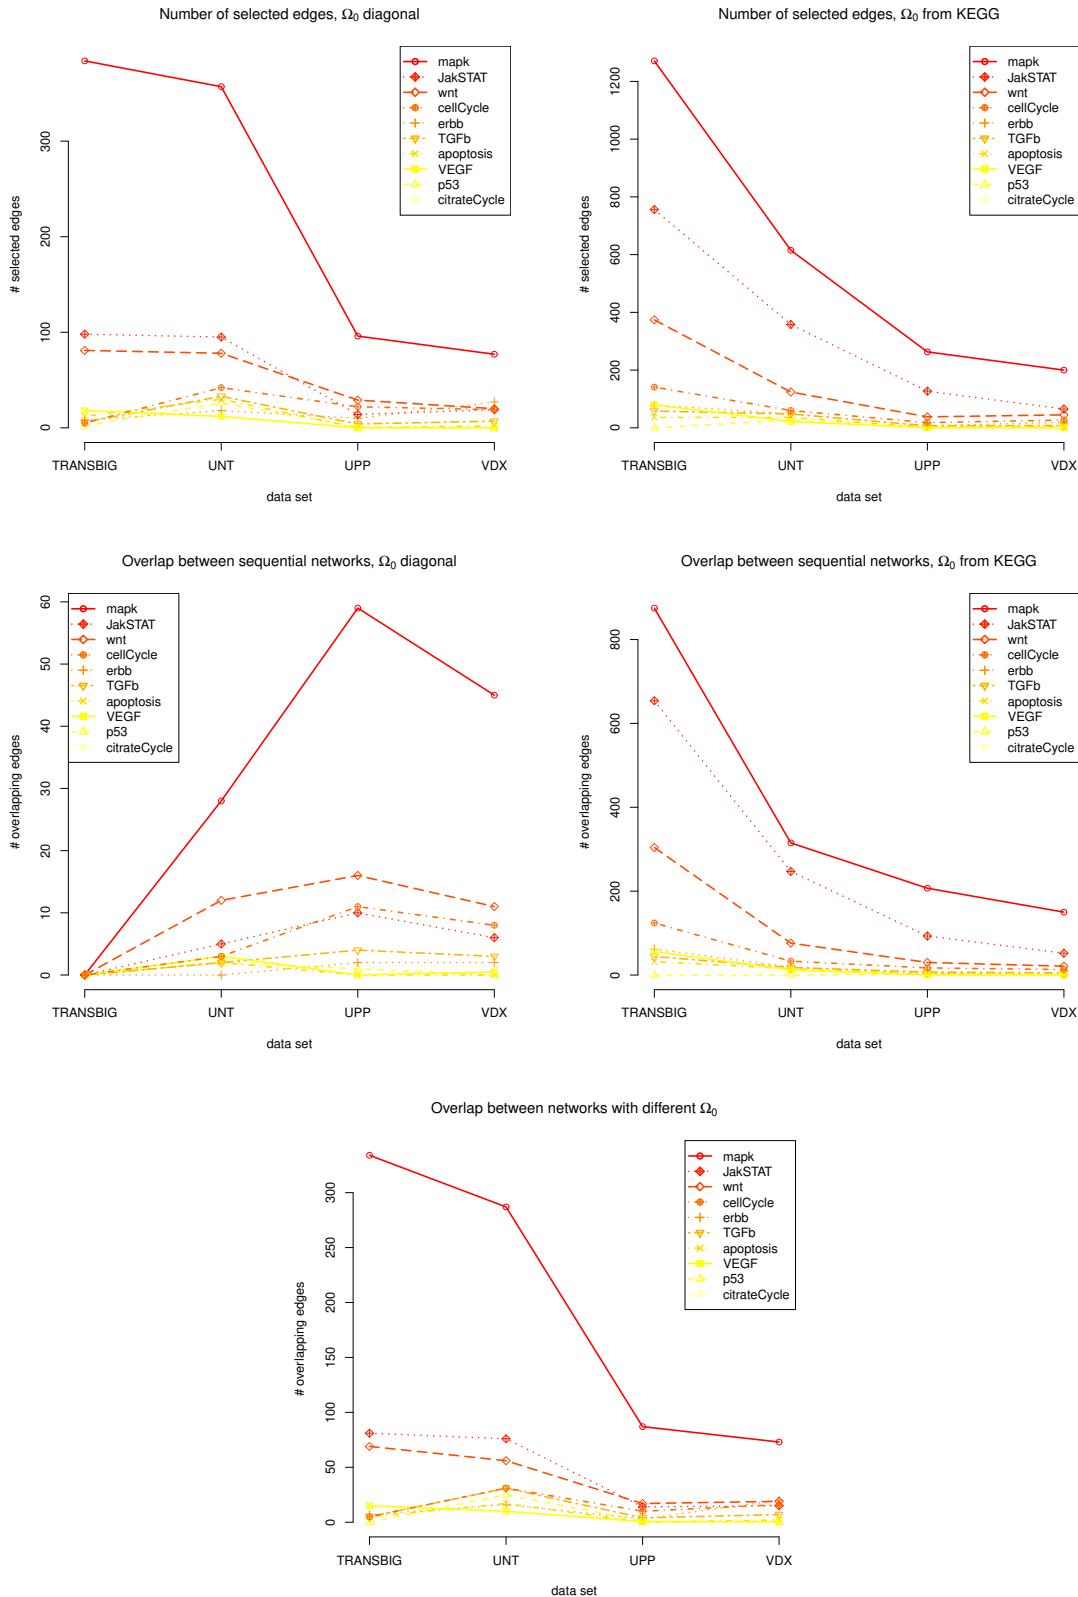 Number of selected edges, Ω0 diagonal
# selected edges
0
100
200
300
TRANSBIG
UNT
UPP
VDX
data set
mapk
JakSTAT
wnt
cellCycle
erbb
TGFb
apoptosis
VEGF
p53
citrateCycle
Number of selected edges, Ω0 from KEGG
# selected edges
0
200
400
600
800
1000
1200
TRANSBIG
UNT
UPP
VDX
data set
mapk
JakSTAT
wnt
cellCycle
erbb
TGFb
apoptosis
VEGF
p53
citrateCycle
Overlap between sequential networks, Ω0 diagonal
# overlapping edges
0
10
20
30
40
50
60
TRANSBIG
UNT
UPP
VDX
data set
mapk
JakSTAT
wnt
cellCycle
erbb
TGFb
apoptosis
VEGF
p53
citrateCycle
Overlap between sequential networks, Ω0 from KEGG
# overlapping edges
0
200
400
600
800
TRANSBIG
UNT
UPP
VDX
data set
mapk
JakSTAT
wnt
cellCycle
erbb
TGFb
apoptosis
VEGF
p53
citrateCycle
Overlap between networks with different Ω0
# overlapping edges
0
50
100
150
200
250
300
TRANSBIG
UNT
UPP
VDX
data set
mapk
JakSTAT
wnt
cellCycle
erbb
TGFb
apoptosis
VEGF
p53
citrateCycle